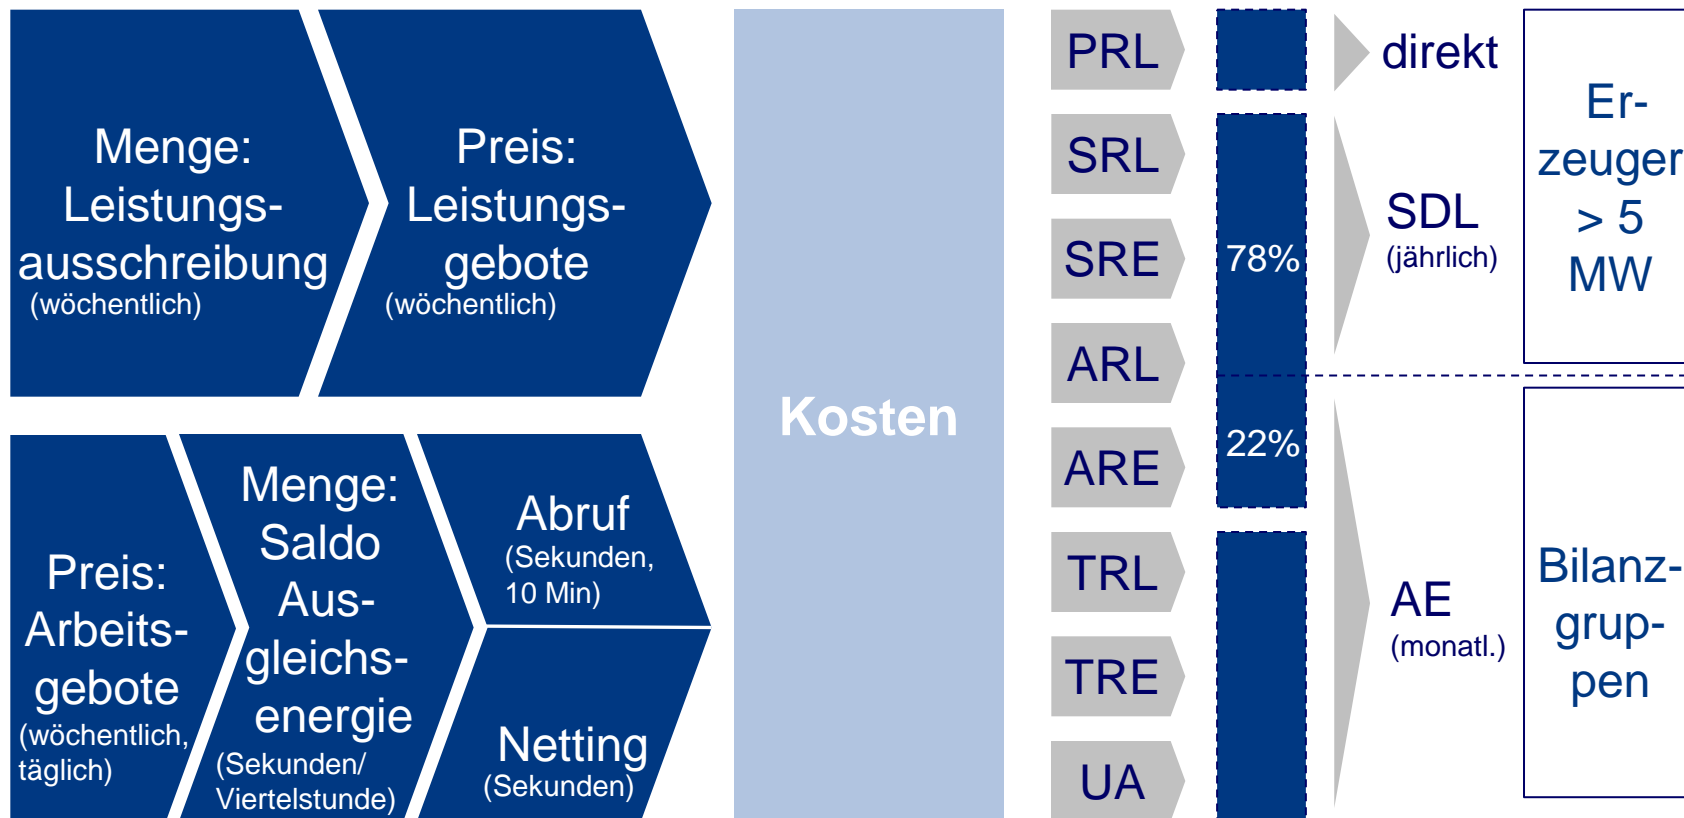 Menge:
Leistungs-
ausschreibung
(wöchentlich)
Preis:
Leistungs-
gebote
(wöchentlich)
Preis:
Arbeits-
gebote
(wöchentlich,
täglich)
Menge:
Saldo
Aus-
gleichs-
energie
(Sekunden/
Viertelstunde)
Abruf
(Sekunden,
10 Min)
Netting
(Sekunden)
Kosten
PRL
SRL
SRE
ARL
ARE
TRL
TRE
UA
78%
22%
direkt
SDL
(jährlich)
AE
(monatl.)
Er-
zeuger
> 5
MW
Bilanz-
grup-
pen